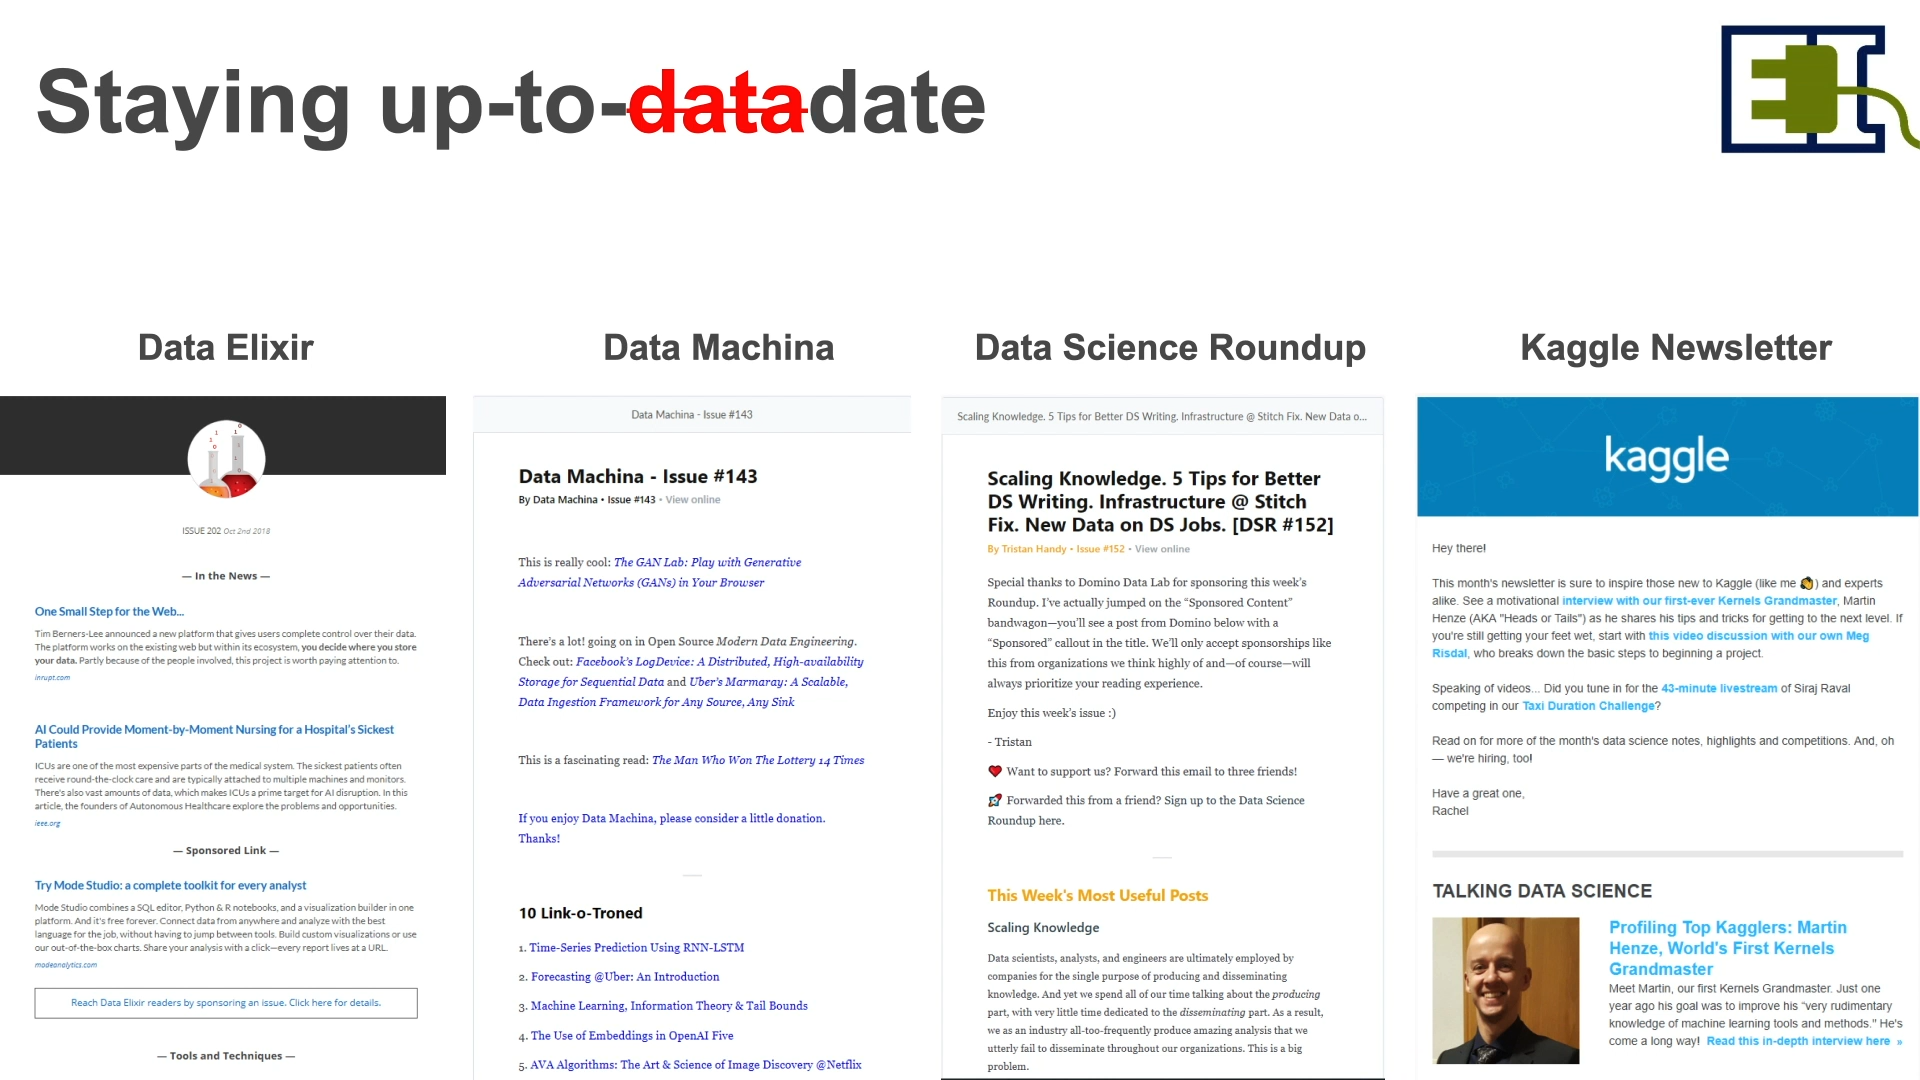 Staying up-to-datadate
EI
Data Elixir
ISSUE 202 Oct 2nd 2018
— In the News —
One Small Step for the Web...
Tim Berners-Lee announced a new platform that gives users complete control over their data.
The platform works on the existing web but within its ecosystem, you decide where you store
your data. Partly because of the people involved, this project is worth paying attention to.
inrupt.com
AI Could Provide Moment-by-Moment Nursing for a Hospital's Sickest
Patients
ICUs are one of the most expensive parts of the medical system. The sickest patients often
receive round-the-clock care and are typically attached to multiple machines and monitors.
There's also vast amounts of data, which makes ICUs a prime target for AI disruption. In this
article, the founders of Autonomous Healthcare explore the problems and opportunities.
ieee.org
— Sponsored Link —
Try Mode Studio: a complete toolkit for every analyst
Mode Studio combines a SQL editor, Python & R notebooks, and a visualization builder in one
platform. And it's free forever. Connect data from anywhere and analyze with the best
language for the job, without having to jump between tools. Build custom visualizations or use
our out-of-the-box charts. Share your analysis with a click—every report lives at a URL.
modeanalytics.com
Reach Data Elixir readers by sponsoring an issue. Click here for details.
— Tools and Techniques —
Data Machina
Data Machina - Issue #143
Data Machina - Issue #143
By Data Machina • Issue #143 • View online
This is really cool: The GAN Lab: Play with Generative
Adversarial Networks (GANs) in Your Browser
There's a lot! going on in Open Source Modern Data Engineering.
Check out: Facebook's LogDevice: A Distributed, High-availability
Storage for Sequential Data and Uber's Marmaray: A Scalable,
Data Ingestion Framework for Any Source, Any Sink
This is a fascinating read: The Man Who Won The Lottery 14 Times
If you enjoy Data Machina, please consider a little donation.
Thanks!
10 Link-o-Troned
1. Time-Series Prediction Using RNN-LSTM
2. Forecasting @Uber: An Introduction
3. Machine Learning, Information Theory & Tail Bounds
4. The Use of Embeddings in OpenAI Five
5. AVA Algorithms: The Art & Science of Image Discovery @Netflix
Data Science Roundup
Scaling Knowledge. 5 Tips for Better DS Writing. Infrastructure @ Stitch Fix. New Data o...
Scaling Knowledge. 5 Tips for Better
DS Writing. Infrastructure @ Stitch
Fix. New Data on DS Jobs. [DSR #152]
By Tristan Handy • Issue #152 • View online
Special thanks to Domino Data Lab for sponsoring this week's
Roundup. I've actually jumped on the "Sponsored Content"
bandwagon—you'll see a post from Domino below with a
"Sponsored" callout in the title. We'll only accept sponsorships like
this from organizations we think highly of and—of course—will
always prioritize your reading experience.
Enjoy this week's issue :)
- Tristan
Want to support us? Forward this email to three friends!
Forwarded this from a friend? Sign up to the Data Science
Roundup here.
This Week's Most Useful Posts
Scaling Knowledge
Data scientists, analysts, and engineers are ultimately employed by
companies for the single purpose of producing and disseminating
knowledge. And yet we spend all of our time talking about the producing
part, with very little time dedicated to the disseminating part. As a result,
we as an industry all-too-frequently produce amazing analysis that we
utterly fail to disseminate throughout our organizations. This is a big
problem.
Kaggle Newsletter
kaggle
Hey there!
This month's newsletter is sure to inspire those new to Kaggle (like me 👏) and experts
alike. See a motivational interview with our first-ever Kernels Grandmaster, Martin
Henze (AKA "Heads or Tails") as he shares his tips and tricks for getting to the next level. If
you're still getting your feet wet, start with this video discussion with our own Meg
Risdal, who breaks down the basic steps to beginning a project.
Speaking of videos... Did you tune in for the 43-minute livestream of Siraj Raval
competing in our Taxi Duration Challenge?
Read on for more of the month's data science notes, highlights and competitions. And, oh
— we're hiring, too!
Have a great one,
Rachel
TALKING DATA SCIENCE
Profiling Top Kagglers: Martin
Henze, World's First Kernels
Grandmaster
Meet Martin, our first Kernels Grandmaster. Just one
year ago his goal was to improve his "very rudimentary
knowledge of machine learning tools and methods." He's
come a long way! Read this in-depth interview here »